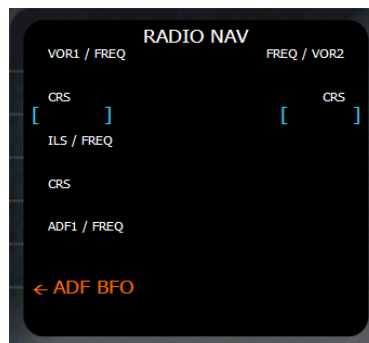 RADIO NAV
VOR1 / FREQ FREQ / VOR2
CRS CRS
[ ] [ ]
ILS / FREQ
CRS
ADF1 / FREQ
← ADF BFO